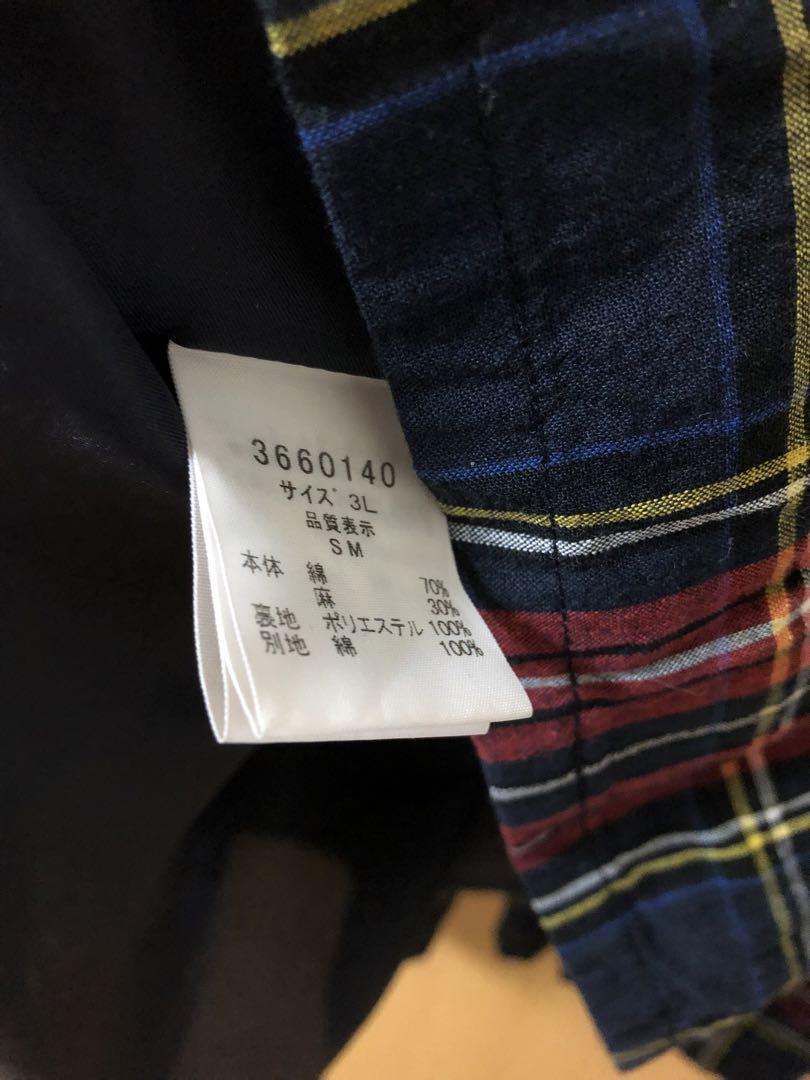 3660140
サイズ 3L
品質表示
SM
本体 綿 70%
麻 30%
裏地 ポリエステル 100%
別地 綿 100%